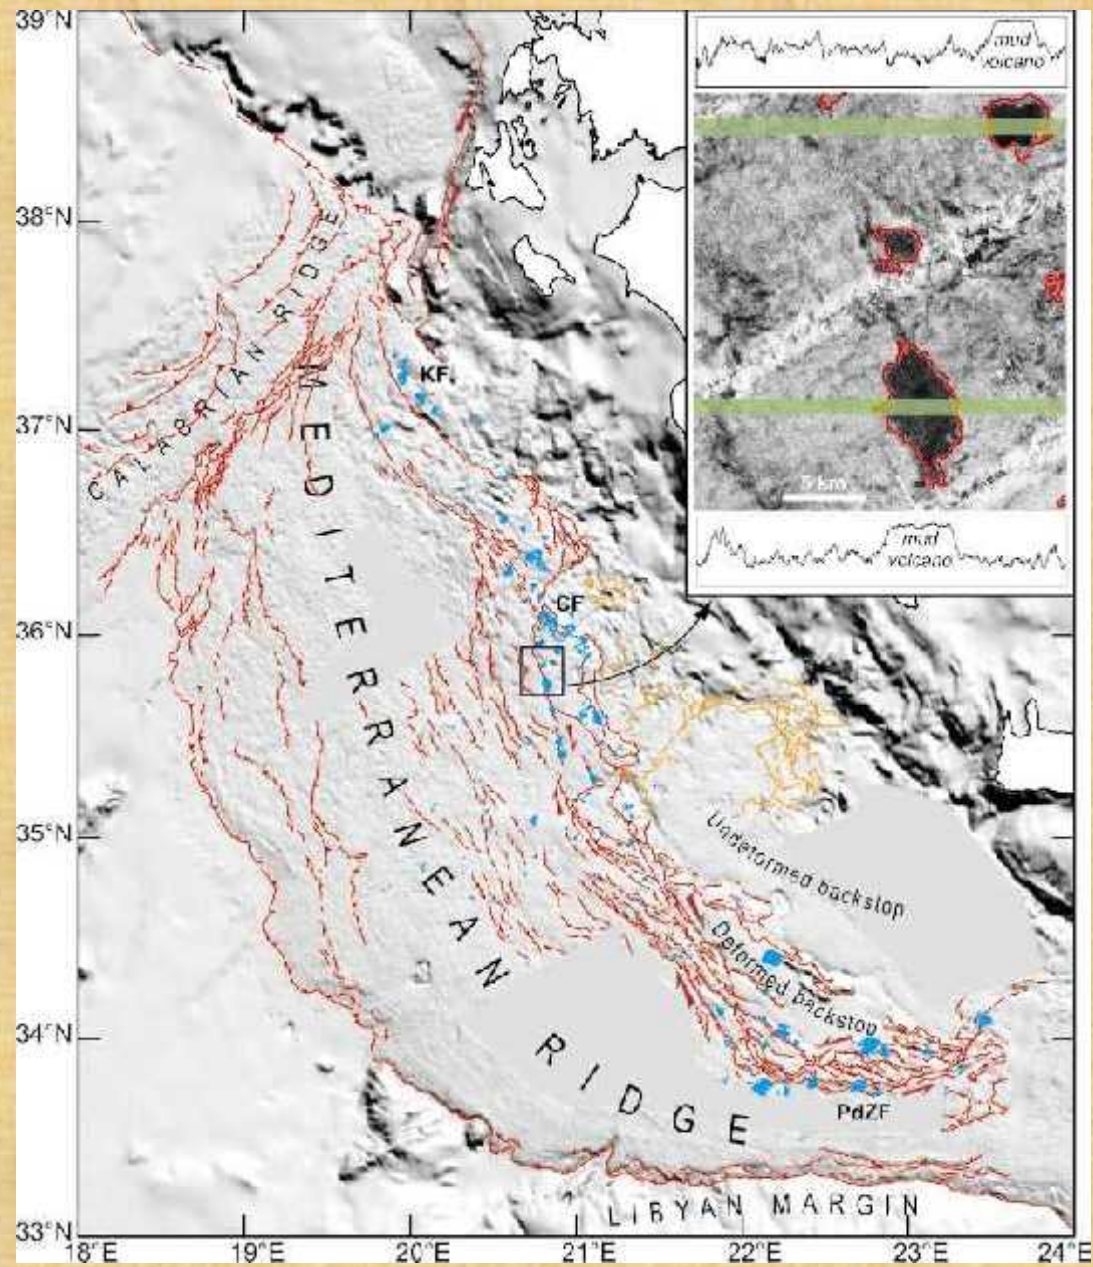 39°N
38°N
37°N
36°N
35°N
34°N
33°N
18°E
19°E
20°E
21°E
22°E
23°E
24°E
CALABRIAN RIDGE
MEDITERRANEAN
RIDGE
KF
CF
PdZF
Undeformed backstop
Deformed backstop
LIBYAN MARGIN
mud
volcano
5 km
mud
volcano